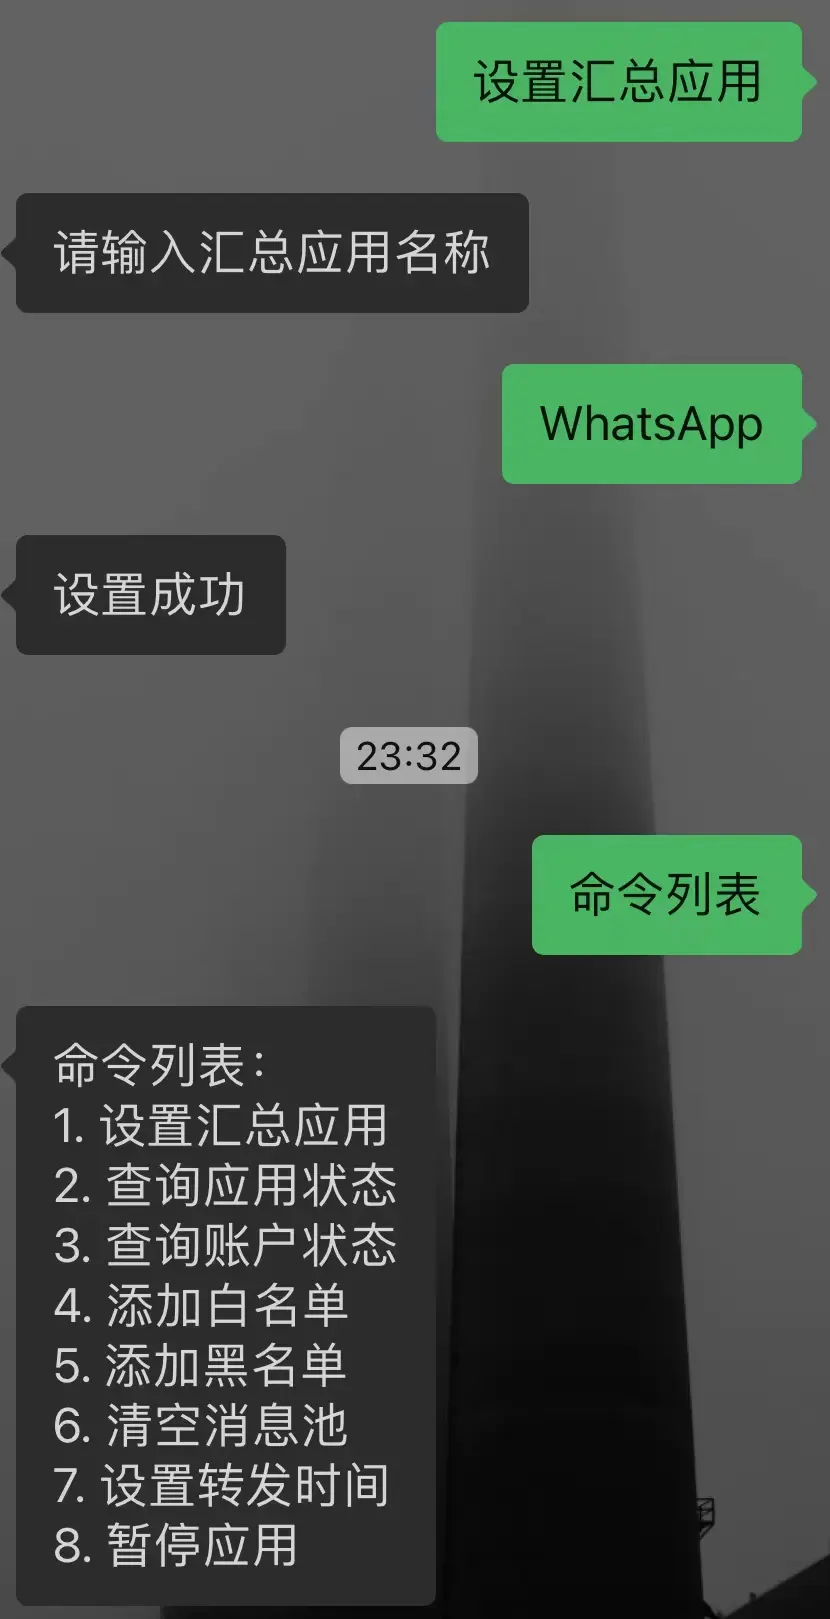 设置汇总应用
请输入汇总应用名称
WhatsApp
设置成功
23:32
命令列表
命令列表：
1. 设置汇总应用
2. 查询应用状态
3. 查询账户状态
4. 添加白名单
5. 添加黑名单
6. 清空消息池
7. 设置转发时间
8. 暂停应用